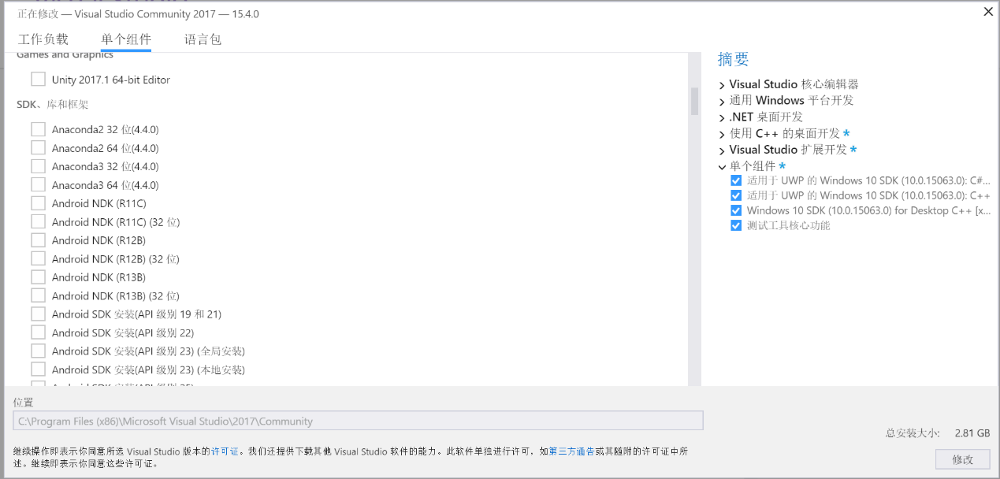 正在修改 — Visual Studio Community 2017 — 15.4.0
工作负载 单个组件 语言包
Games and Graphics
Unity 2017.1 64-bit Editor
SDK、库和框架
Anaconda2 32 位(4.4.0)
Anaconda2 64 位(4.4.0)
Anaconda3 32 位(4.4.0)
Anaconda3 64 位(4.4.0)
Android NDK (R11C)
Android NDK (R11C) (32 位)
Android NDK (R12B)
Android NDK (R12B) (32 位)
Android NDK (R13B)
Android NDK (R13B) (32 位)
Android SDK 安装(API 级别 19 和 21)
Android SDK 安装(API 级别 22)
Android SDK 安装(API 级别 23) (全局安装)
Android SDK 安装(API 级别 23) (本地安装)
摘要
Visual Studio 核心编辑器
通用 Windows 平台开发
.NET 桌面开发
使用 C++ 的桌面开发 *
Visual Studio 扩展开发 *
单个组件 *
适用于 UWP 的 Windows 10 SDK (10.0.15063.0): C#...
适用于 UWP 的 Windows 10 SDK (10.0.15063.0): C++
Windows 10 SDK (10.0.15063.0) for Desktop C++ [x...
测试工具核心功能
位置
C:\Program Files (x86)\Microsoft Visual Studio\2017\Community
总安装大小: 2.81 GB
继续操作即表示你同意所选 Visual Studio 版本的许可证。我们还提供下载其他 Visual Studio 软件的能力。此软件单独进行许可，如第三方通告或其随附的许可证中所
述。继续即表示你同意这些许可证。
修改